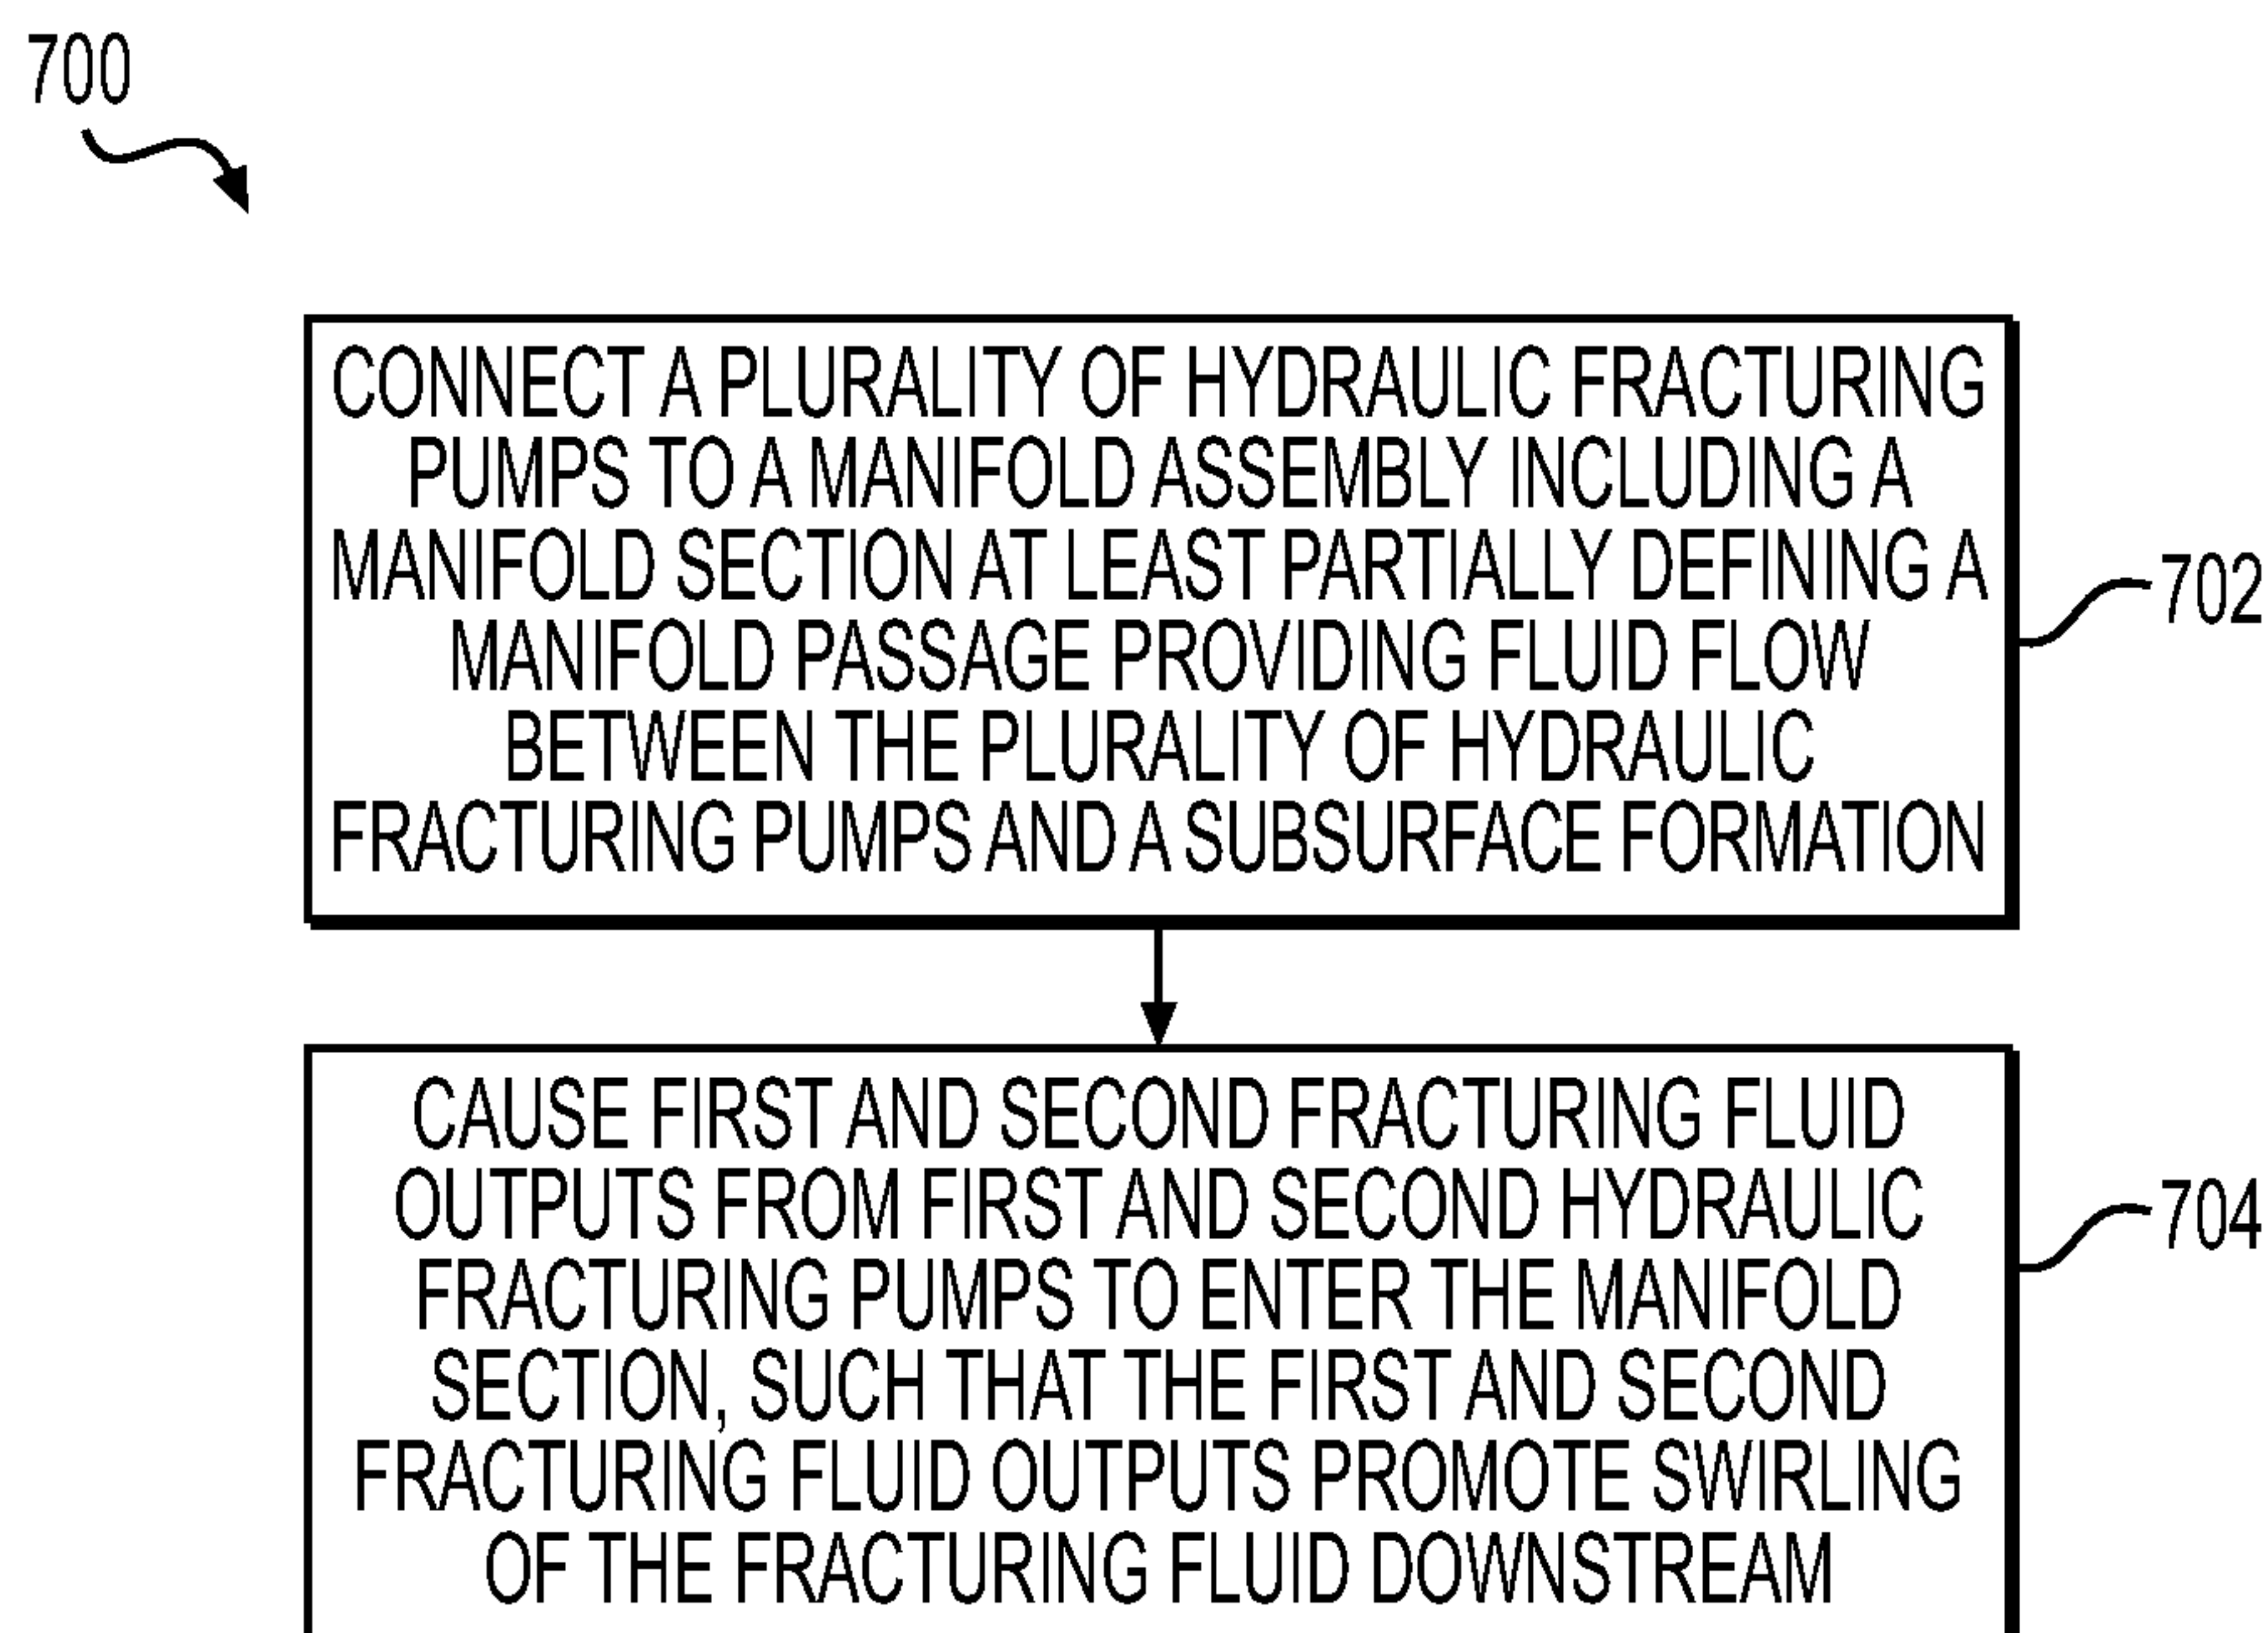 700
CONNECT A PLURALITY OF HYDRAULIC FRACTURING
PUMPS TO A MANIFOLD ASSEMBLY INCLUDING A
MANIFOLD SECTION AT LEAST PARTIALLY DEFINING A
MANIFOLD PASSAGE PROVIDING FLUID FLOW
BETWEEN THE PLURALITY OF HYDRAULIC
FRACTURING PUMPS AND A SUBSURFACE FORMATION
702
CAUSE FIRST AND SECOND FRACTURING FLUID
OUTPUTS FROM FIRST AND SECOND HYDRAULIC
FRACTURING PUMPS TO ENTER THE MANIFOLD
SECTION, SUCH THAT THE FIRST AND SECOND
FRACTURING FLUID OUTPUTS PROMOTE SWIRLING
OF THE FRACTURING FLUID DOWNSTREAM
704